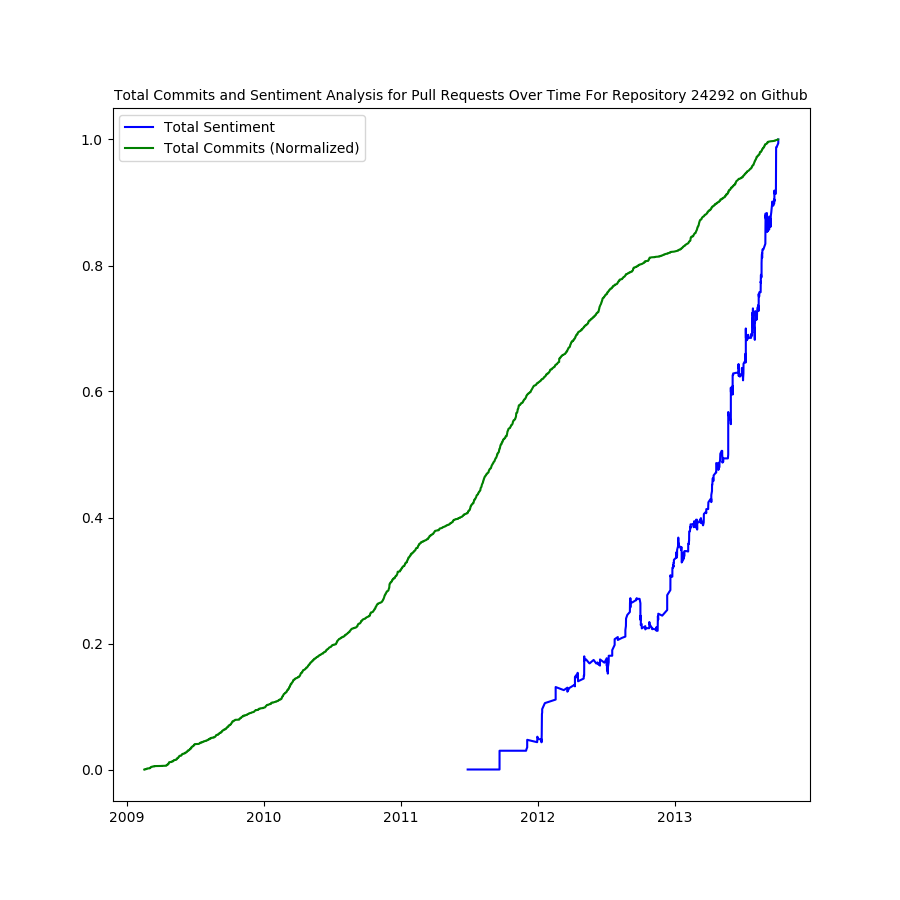 Total Commits and Sentiment Analysis for Pull Requests Over Time For Repository 24292 on Github
Total Sentiment
Total Commits (Normalized)
1.0
0.8
0.6
0.4
0.2
0.0
2009 2010 2011 2012 2013